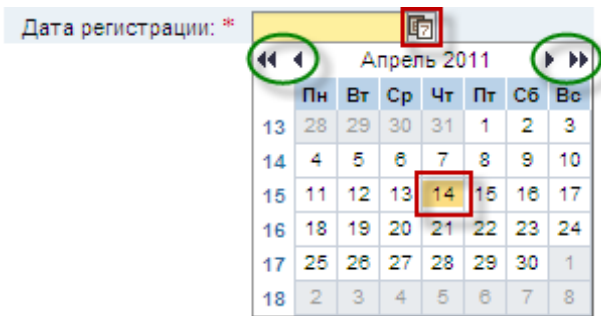 Дата регистрации: *
Апрель 2011
Пн Вт Ср Чт Пт Сб Вс
13 28 29 30 31 1 2 3
14 4 5 6 7 8 9 10
15 11 12 13 14 15 16 17
16 18 19 20 21 22 23 24
17 25 26 27 28 29 30 1
18 2 3 4 5 6 7 8